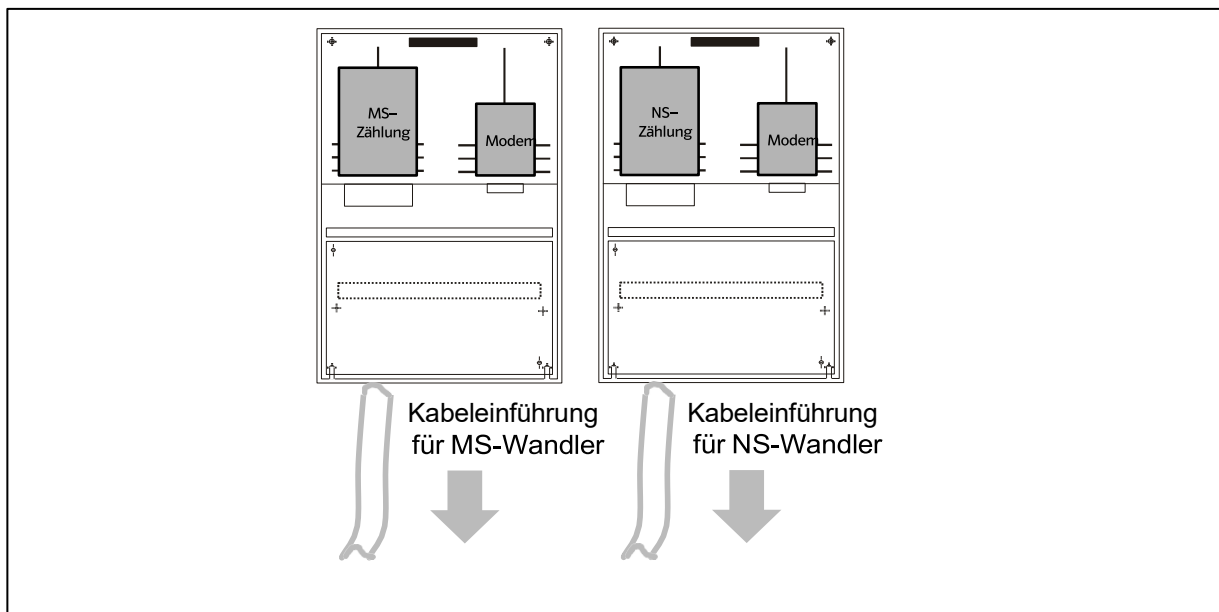 MS-
Zählung
Modem
NS-
Zählung
Modem
Kabeleinführung
für MS-Wandler
Kabeleinführung
für NS-Wandler